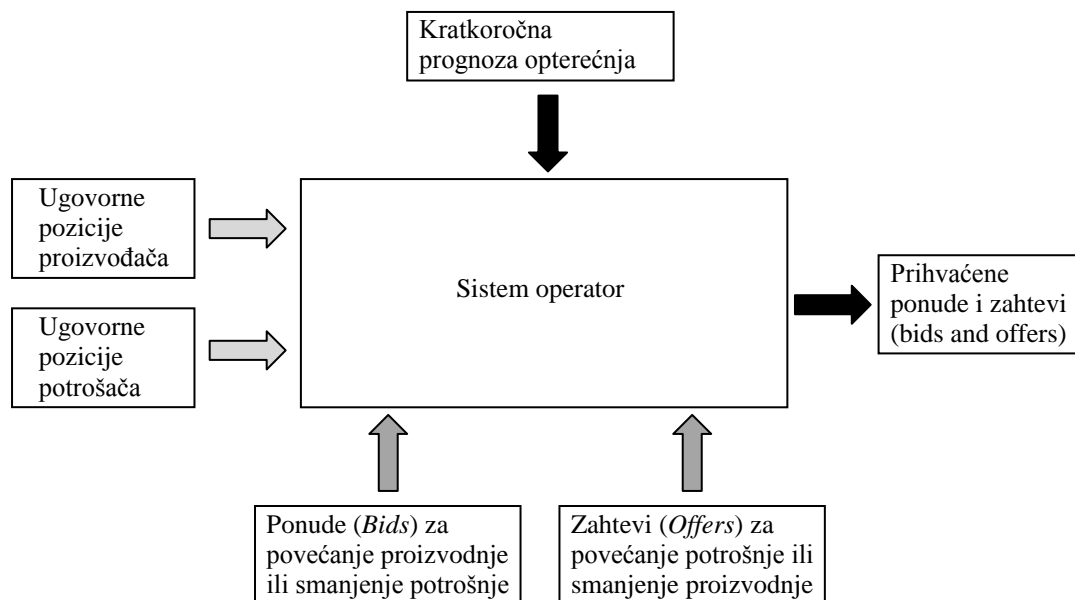 Kratkoročna
prognoza opterećnja
Ugovorne
pozicije
proizvođača
Ugovorne
pozicije
potrošača
Sistem operator
Prihvaćene
ponude i zahtevi
(bids and offers)
Ponude (Bids) za
povećanje proizvodnje
ili smanjenje potrošnje
Zahtevi (Offers) za
povećanje potrošnje ili
smanjenje proizvodnje